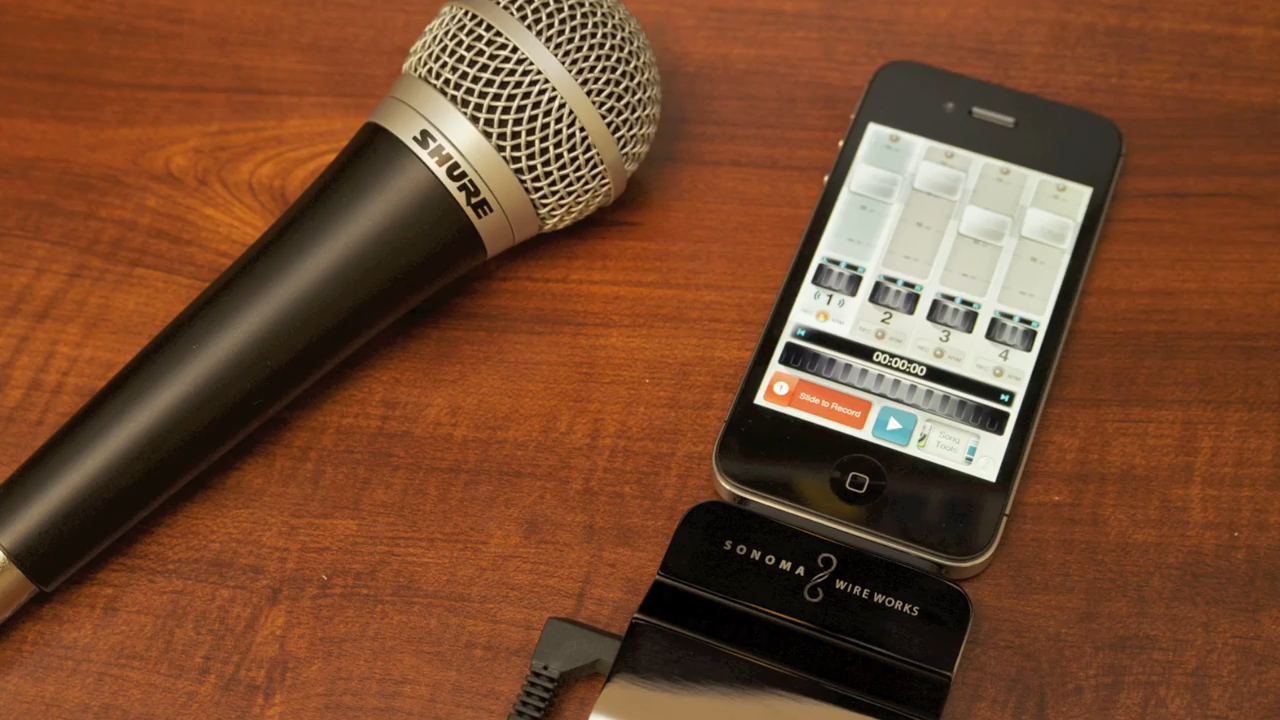 SHURE
1
2
3
4
00:00:00
Slide to Record
Song
Tools
SONOMA WIRE WORKS